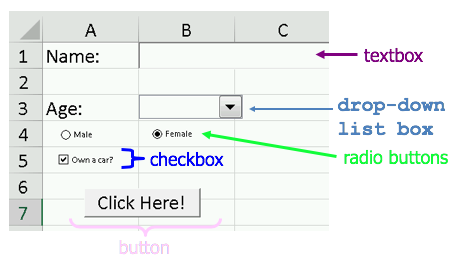 A B C
1 Name: textbox
2
3 Age: drop-down
list box
4 Male Female radio buttons
5 Own a car? checkbox
6
7 Click Here!
button